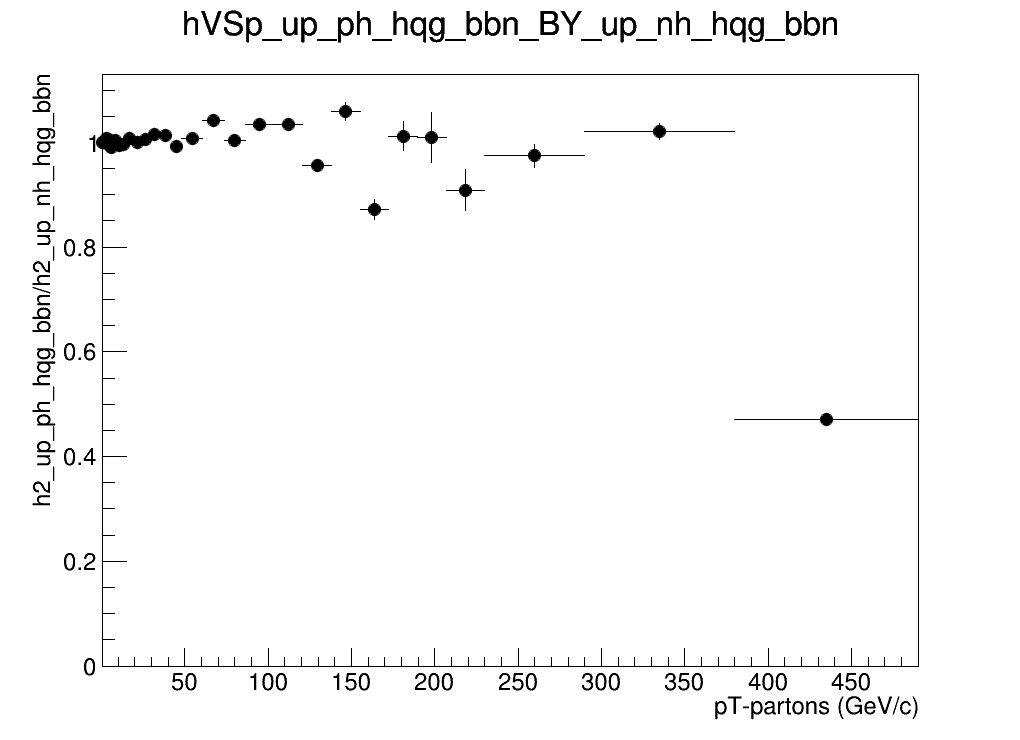 hVSp_up_ph_hqg_bbn_BY_up_nh_hqg_bbn
h2_up_ph_hqg_bbn/h2_up_nh_hqg_bbn
1
0.8
0.6
0.4
0.2
0
50 100 150 200 250 300 350 400 450
pT-partons (GeV/c)